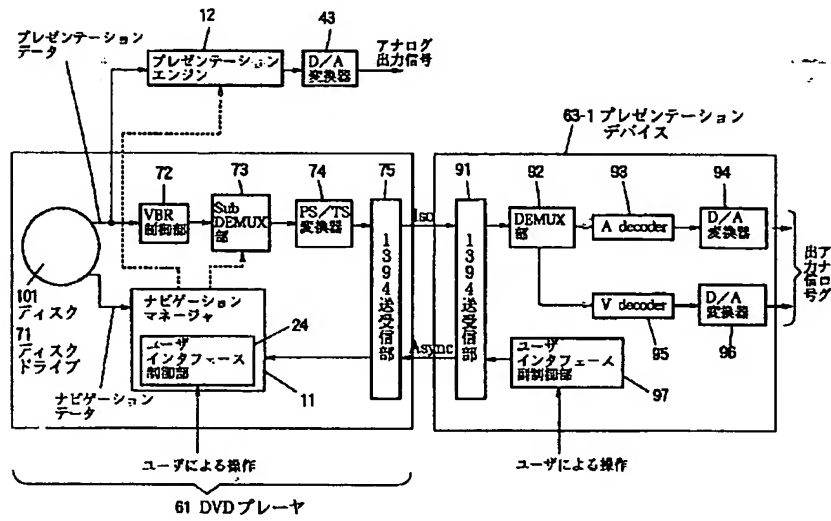 プレゼンテーション
データ
12
プレゼンテーション
エンジン
43
D/A
変換器
アナログ
出力信号
63-1 プレゼンテーション
デバイス
72
VBR
制御部
73
Sub
DEMUX
部
74
PS/TS
変換器
75
1394送受信部
Iso
91
1394送受信部
92
DEMUX
部
93
A decoder
94
D/A
変換器
アナログ
出力信号
101
ディスク
71
ディスク
ドライブ
ナビゲーション
データ
ナビゲーション
マネージャ
ユーザ
インタフェース
制御部
24
11
Async
ユーザ
インタフェース
副制御部
97
V decoder
95
D/A
変換器
96
ユーザによる操作
ユーザによる操作
61 DVDプレーヤ